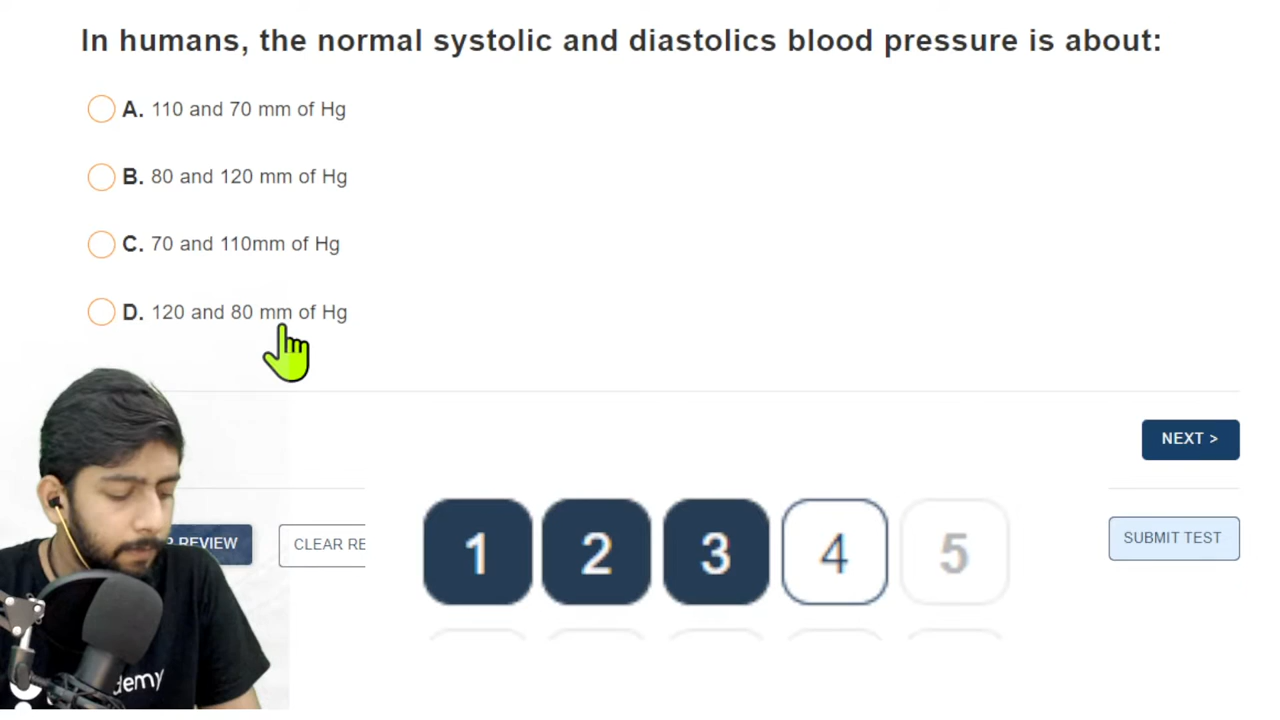 In humans, the normal systolic and diastolics blood pressure is about:
A. 110 and 70 mm of Hg
B. 80 and 120 mm of Hg
C. 70 and 110mm of Hg
D. 120 and 80 mm of Hg
NEXT >
REVIEW
CLEAR RE
1 2 3 4 5
SUBMIT TEST
demy